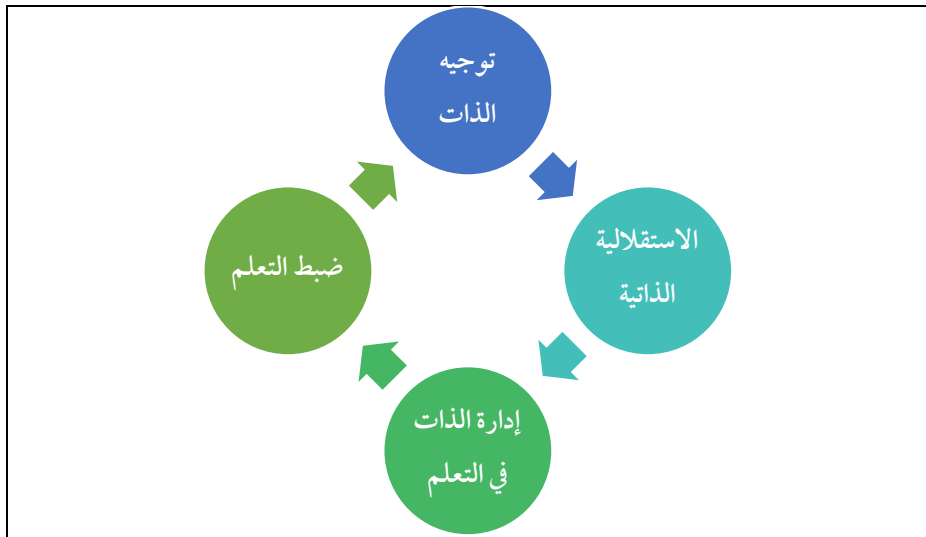 توجيه
الذات
الاستقلالية
الذاتية
إدارة الذات
في التعلم
ضبط التعلم